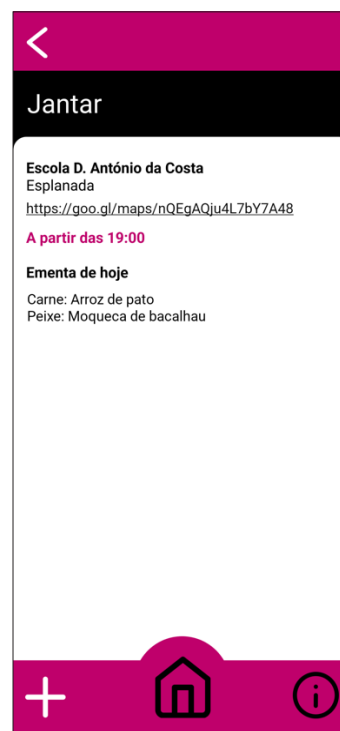 Jantar
Escola D. António da Costa
Esplanada
https://goo.gl/maps/nQEgAQju4L7bY7A48
A partir das 19:00
Ementa de hoje
Carne: Arroz de pato
Peixe: Moqueca de bacalhau